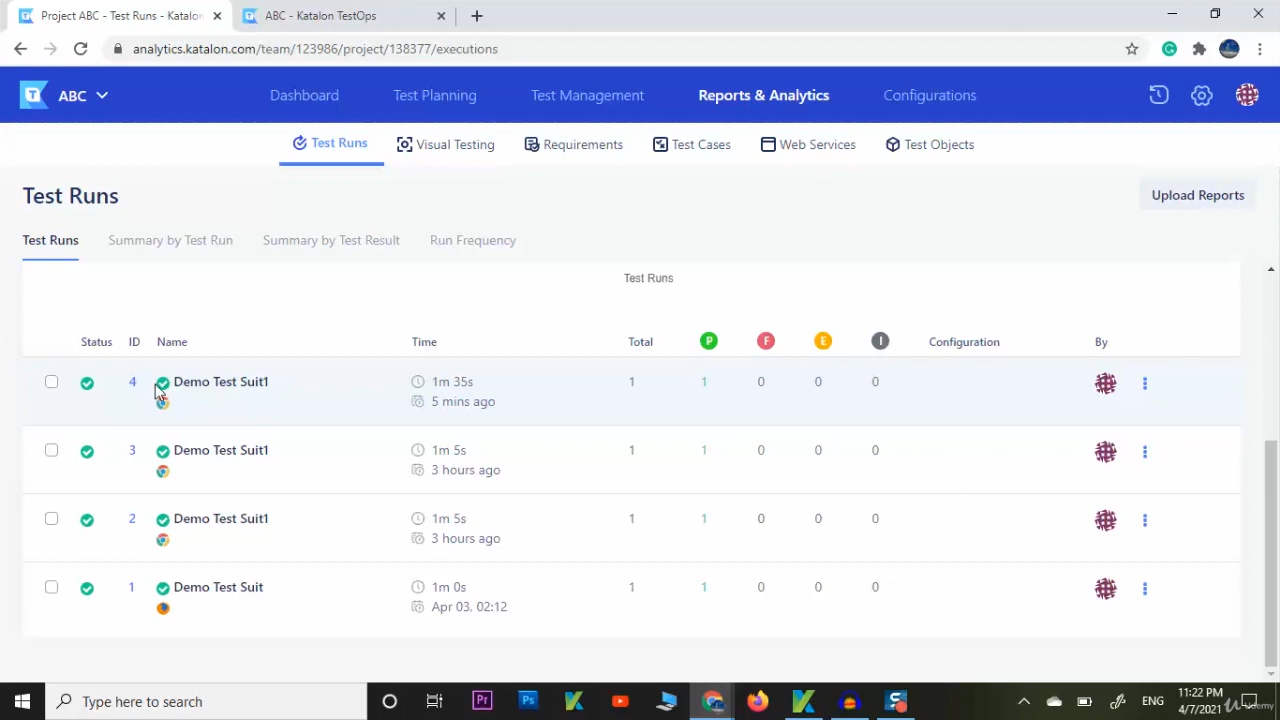 Project ABC - Test Runs - Katalon
ABC - Katalon TestOps
analytics.katalon.com/team/123986/project/138377/executions
ABC
Dashboard
Test Planning
Test Management
Reports & Analytics
Configurations
Test Runs
Visual Testing
Requirements
Test Cases
Web Services
Test Objects
Test Runs
Upload Reports
Test Runs
Summary by Test Run
Summary by Test Result
Run Frequency
Test Runs
Status ID Name Time Total P F E I Configuration By
4 Demo Test Suit1 1m 35s 1 1 0 0 0
5 mins ago
3 Demo Test Suit1 1m 5s 1 1 0 0 0
3 hours ago
2 Demo Test Suit1 1m 5s 1 1 0 0 0
3 hours ago
1 Demo Test Suit 1m 0s 1 1 0 0 0
Apr 03, 02:12
Type here to search
Pr
Ps
ENG
11:22 PM
4/7/2021
Udemy